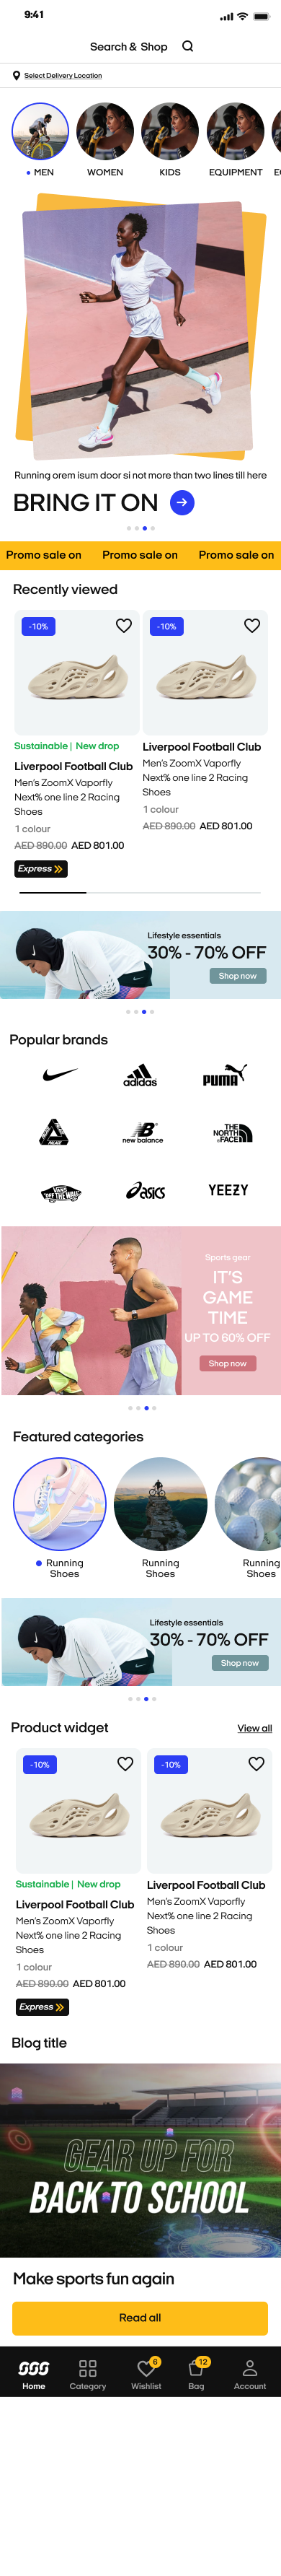 9:41
Search & Shop
Select Delivery Location
MEN WOMEN KIDS EQUIPMENT
Running orem isum door si not more than two lines till here
BRING IT ON
Promo sale on Promo sale on Promo sale on
Recently viewed
-10%
Sustainable | New drop
Liverpool Football Club
Men's ZoomX Vaporfly
Next% one line 2 Racing
Shoes
1 colour
AED 890.00 AED 801.00
Express
-10%
Liverpool Football Club
Men's ZoomX Vaporfly
Next% one line 2 Racing
Shoes
1 colour
AED 890.00 AED 801.00
Lifestyle essentials
30% - 70% OFF
Shop now
Popular brands
adidas
PUMA
PALACE
new balance
THE
NORTH
FACE
VANS
"OFF THE WALL"
asics
YEEZY
Sports gear
IT'S
GAME
TIME
UP TO 60% OFF
Shop now
Featured categories
Running
Shoes
Running
Shoes
Running
Shoes
Lifestyle essentials
30% - 70% OFF
Shop now
Product widget
View all
-10%
Sustainable | New drop
Liverpool Football Club
Men's ZoomX Vaporfly
Next% one line 2 Racing
Shoes
1 colour
AED 890.00 AED 801.00
Express
-10%
Liverpool Football Club
Men's ZoomX Vaporfly
Next% one line 2 Racing
Shoes
1 colour
AED 890.00 AED 801.00
Blog title
GEAR UP FOR
BACK TO SCHOOL
Make sports fun again
Read all
6 12
Home Category Wishlist Bag Account